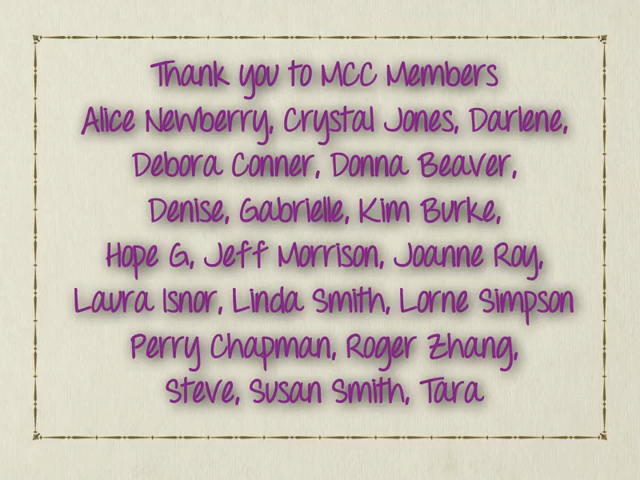 Thank you to MCC Members
Alice Newberry, Crystal Jones, Darlene,
Debora Conner, Donna Beaver,
Denise, Gabrielle, Kim Burke,
Hope G, Jeff Morrison, Joanne Roy,
Laura Isnor, Linda Smith, Lorne Simpson
Perry Chapman, Roger Zhang,
Steve, Susan Smith, Tara